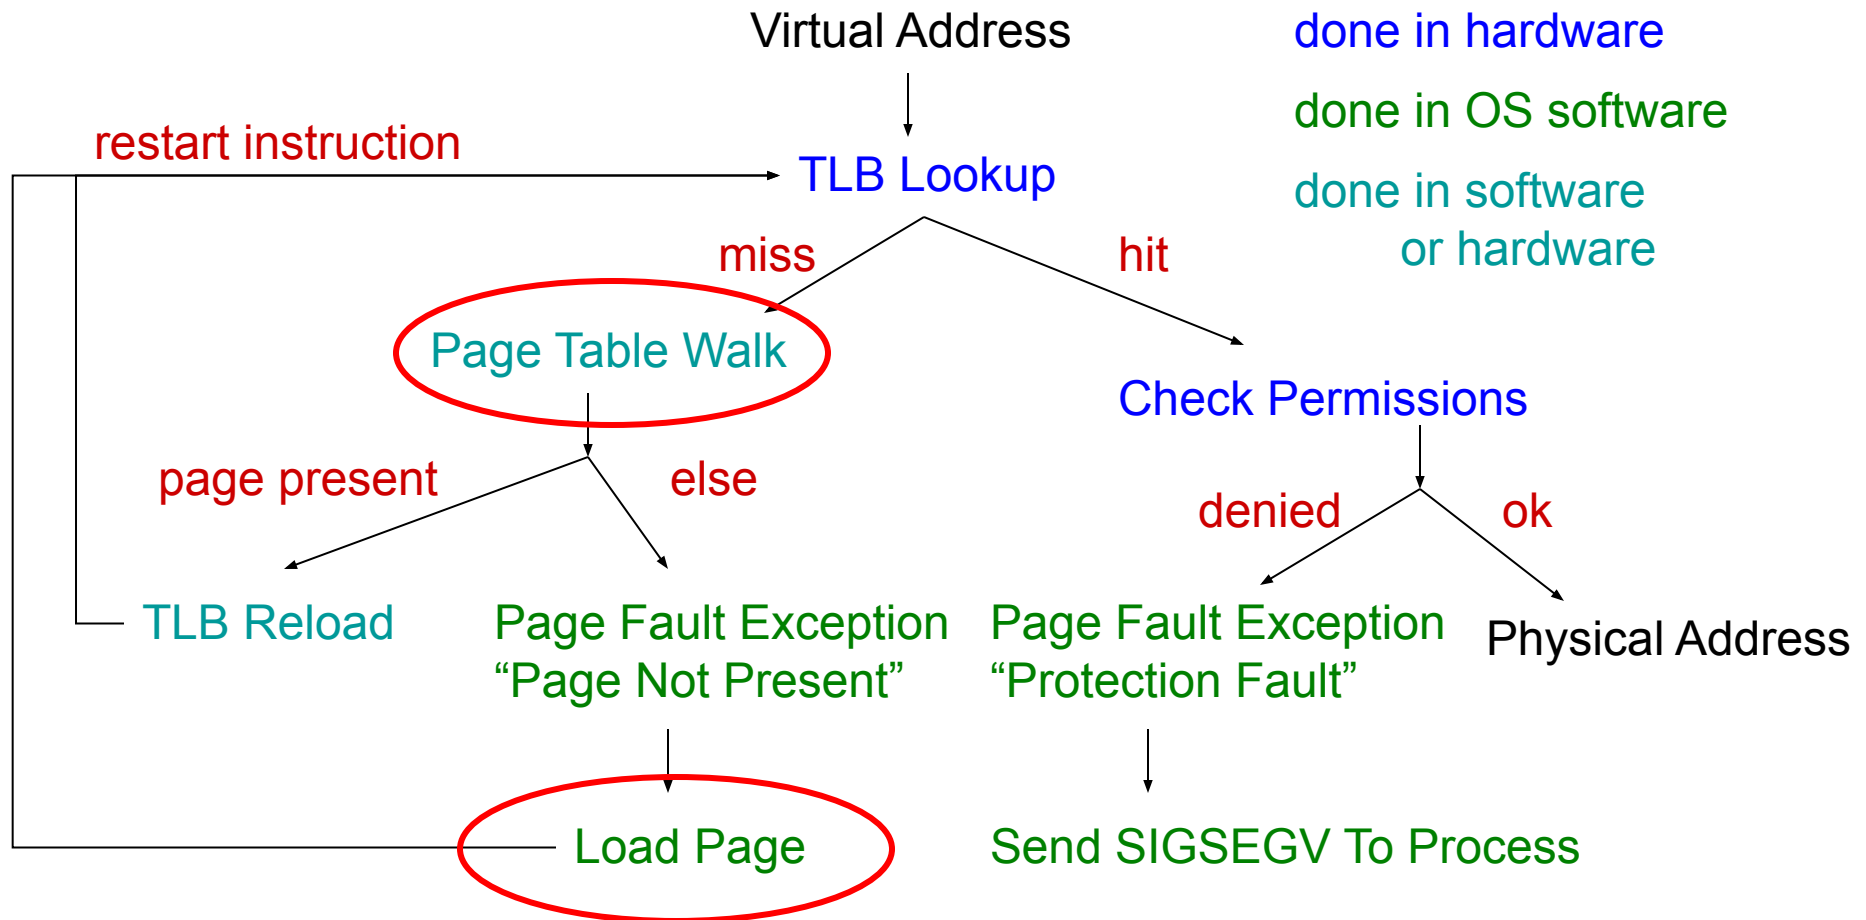 Virtual Address
done in hardware
done in OS software
restart instruction
TLB Lookup
done in software
or hardware
miss
hit
Page Table Walk
Check Permissions
page present
else
denied
ok
TLB Reload
Page Fault Exception
“Page Not Present”
Page Fault Exception
“Protection Fault”
Physical Address
Load Page
Send SIGSEGV To Process